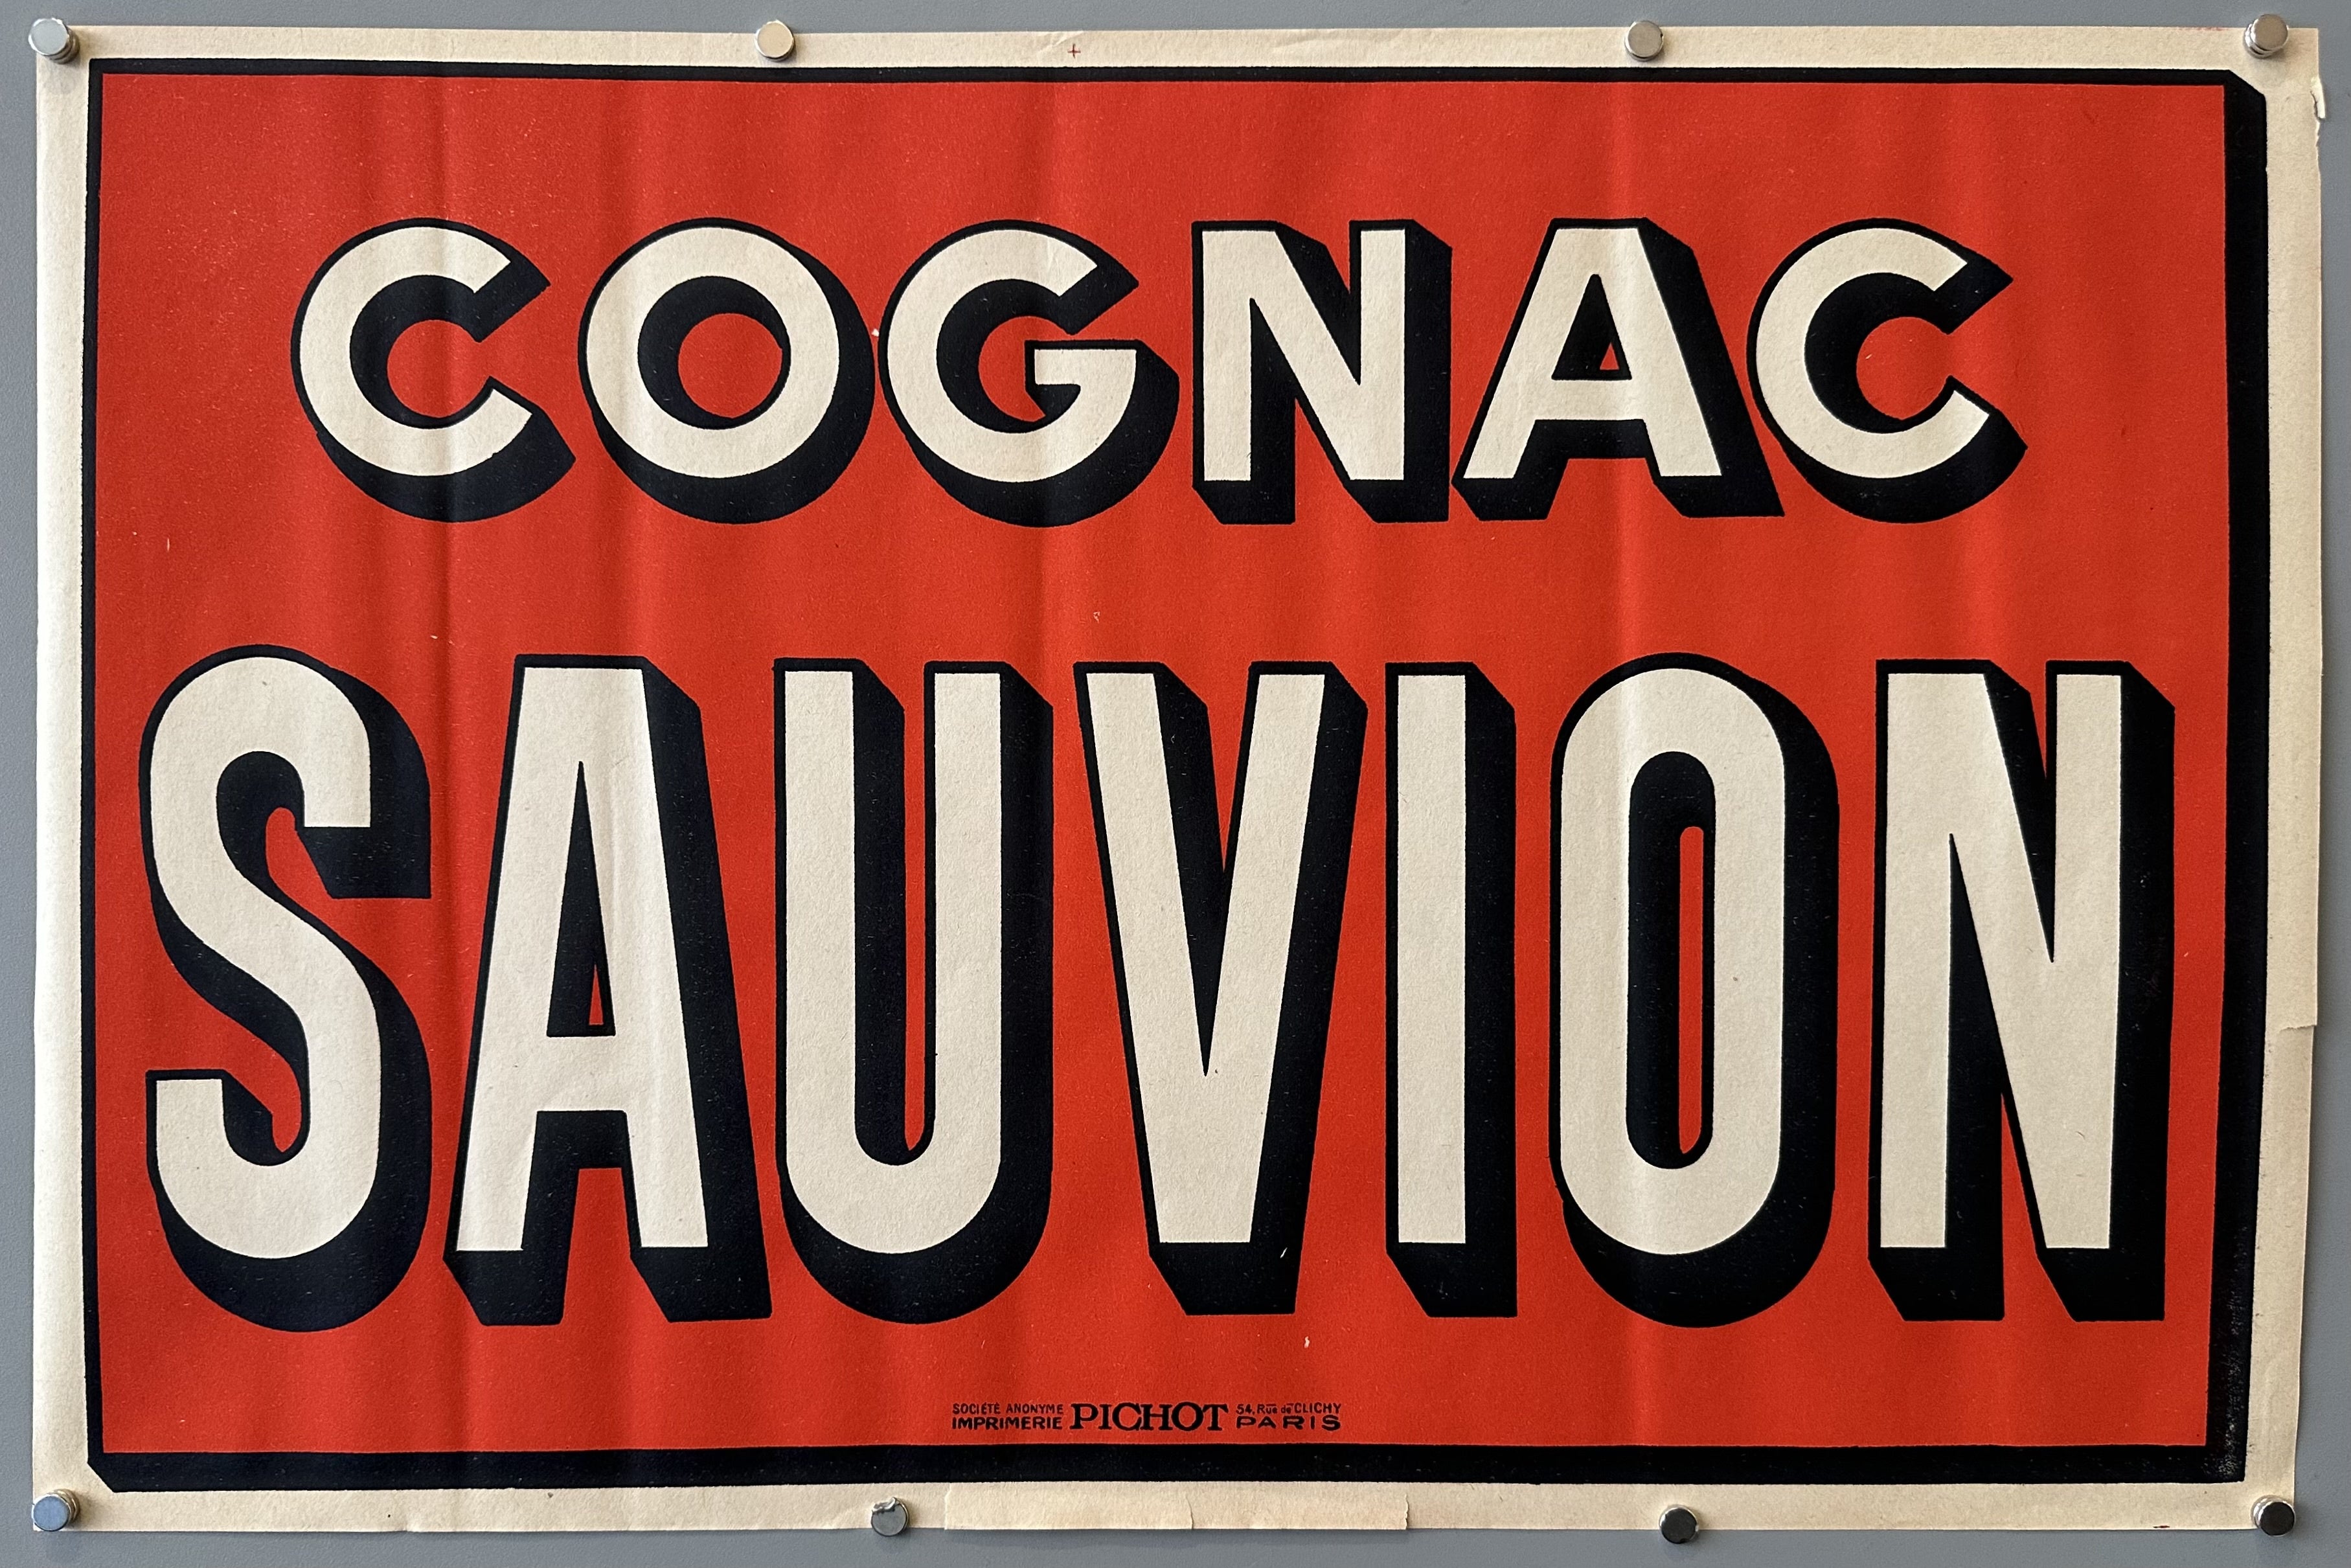 COGNAC
SAUVION
SOCIÉTÉ ANONYME
IMPRIMERIE PICHOT
54, Rue de CLICHY
PARIS